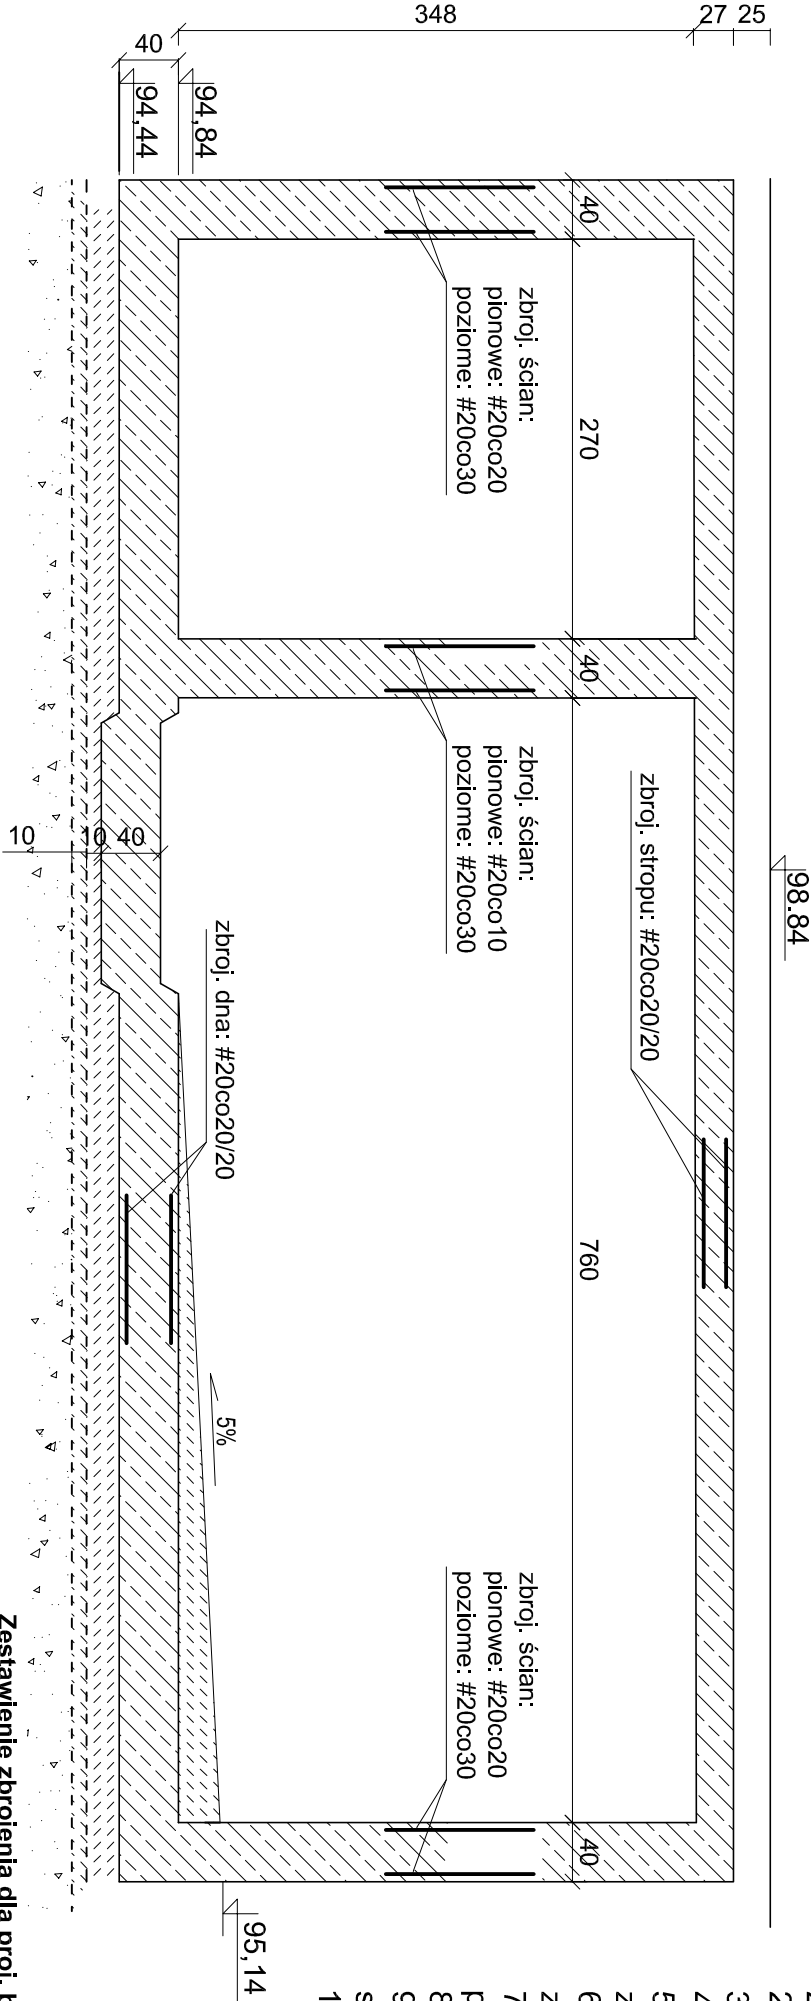 25
27
348
40
98.84
94,84
94,44
40
270
40
760
40
zbroj. ścian:
pionowe: #20co20
poziome: #20co30
zbroj. ścian:
pionowe: #20co10
poziome: #20co30
zbroj. stropu: #20co20/20
zbroj. ścian:
pionowe: #20co20
poziome: #20co30
zbroj. dna: #20co20/20
5%
40
10
10
95,14